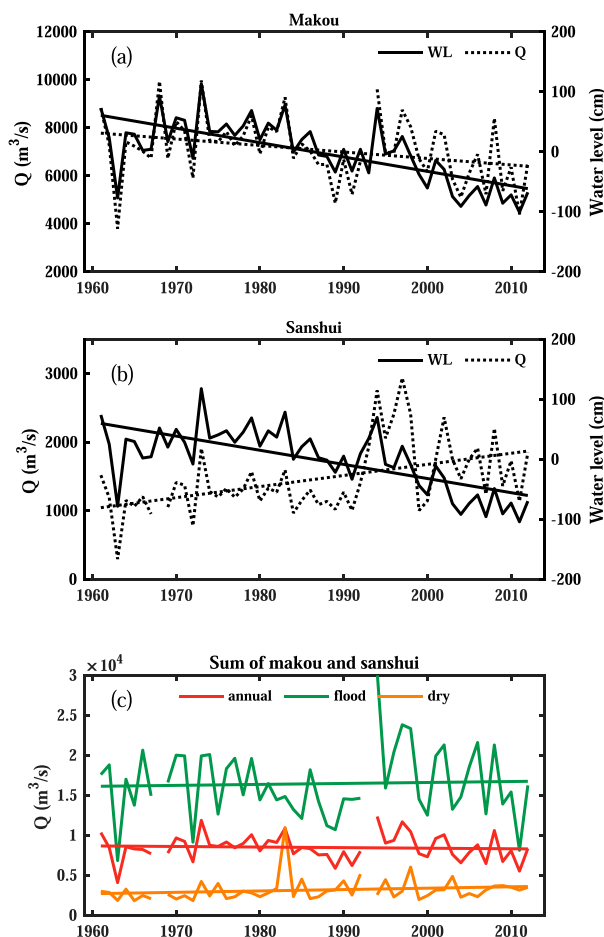 Makou
12000
10000
8000
6000
4000
2000
Q (m³/s)
(a)
WL
Q
200
100
0
-100
-200
Water level (cm)
1960 1970 1980 1990 2000 2010
Sanshui
3000
2000
1000
0
Q (m³/s)
(b)
WL
Q
200
100
0
-100
-200
Water level (cm)
1960 1970 1980 1990 2000 2010
Sum of makou and sanshui
×10⁴
3
2.5
2
1.5
1
0.5
0
Q (m³/s)
(c)
annual
flood
dry
1960 1970 1980 1990 2000 2010